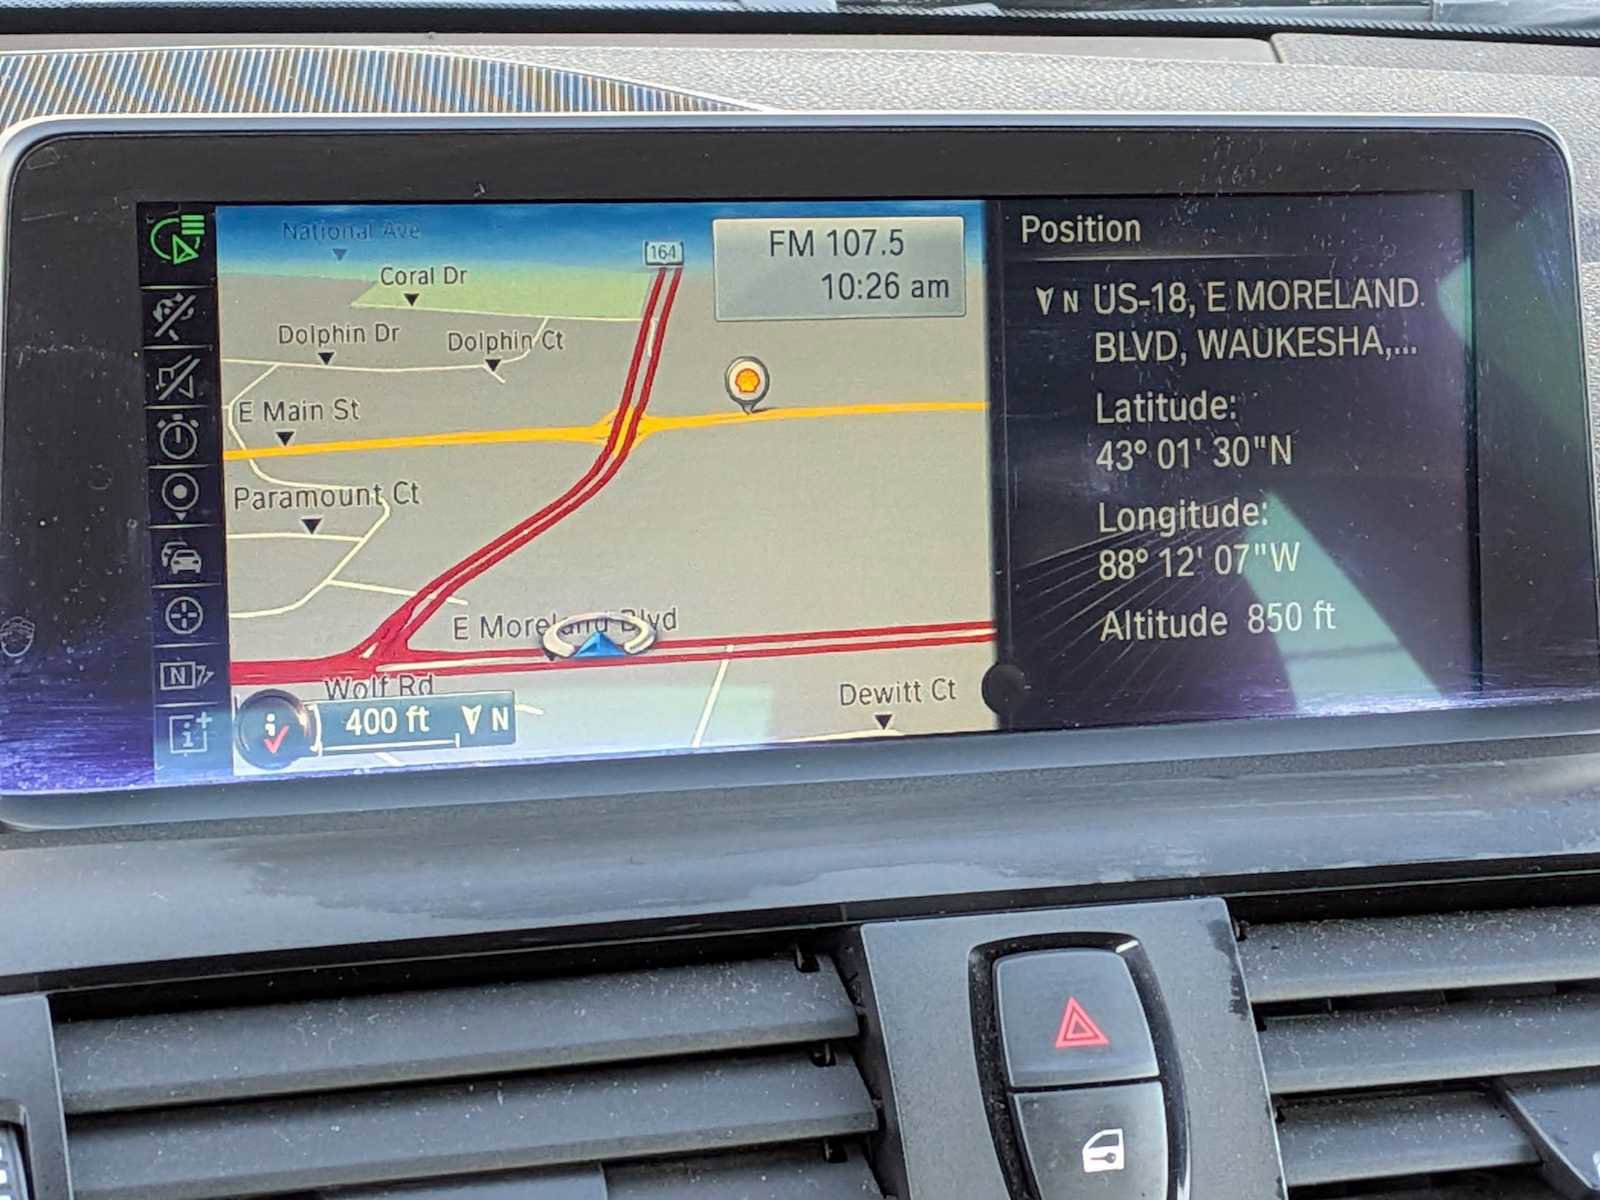 National Ave
164
FM 107.5
10:26 am
Coral Dr
Dolphin Dr
Dolphin Ct
E Main St
Paramount Ct
E Moreland Blvd
Wolf Rd
400 ft N
Dewitt Ct
N
i
Position
N US-18, E MORELAND
BLVD, WAUKESHA,...
Latitude:
43° 01' 30"N
Longitude:
88° 12' 07"W
Altitude 850 ft